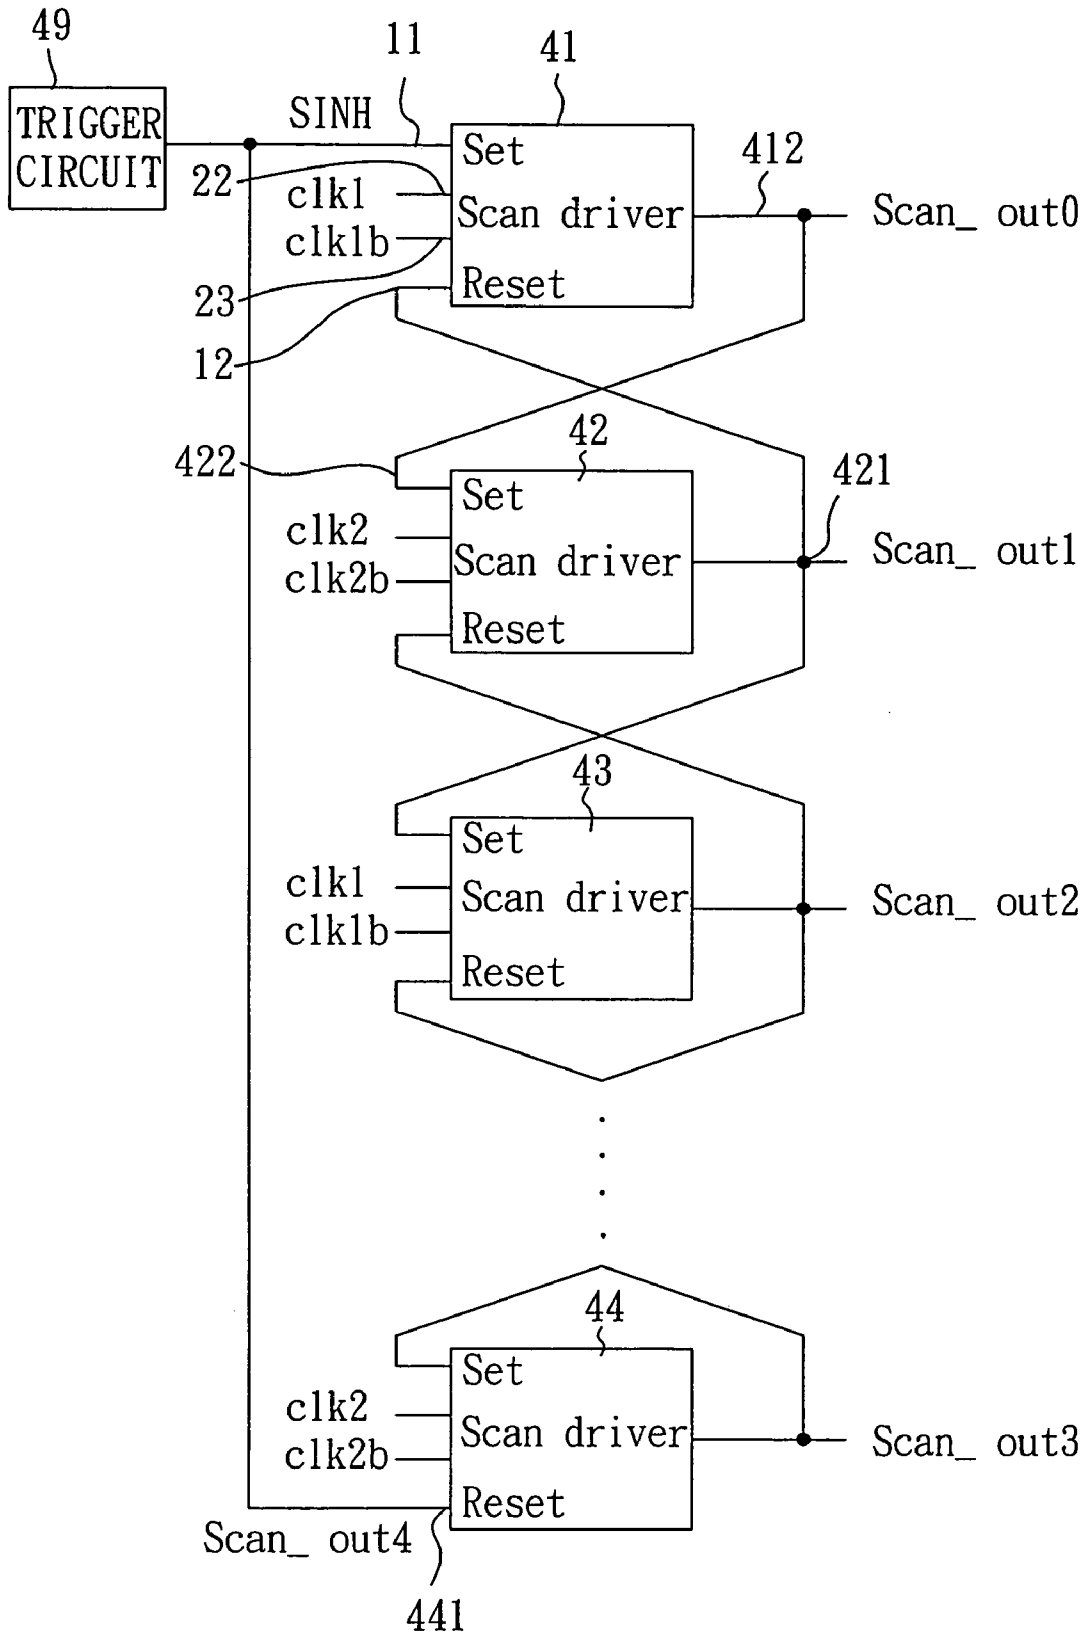 49
TRIGGER
CIRCUIT
11
41
SINH
Set
22
clk1
Scan driver
412
Scan_ out0
clk1b
23
Reset
12
422
42
Set
421
clk2
Scan driver
Scan_ out1
clk2b
Reset
43
Set
clk1
Scan driver
Scan_ out2
clk1b
Reset
44
Set
clk2
Scan driver
Scan_ out3
clk2b
Reset
Scan_ out4
441